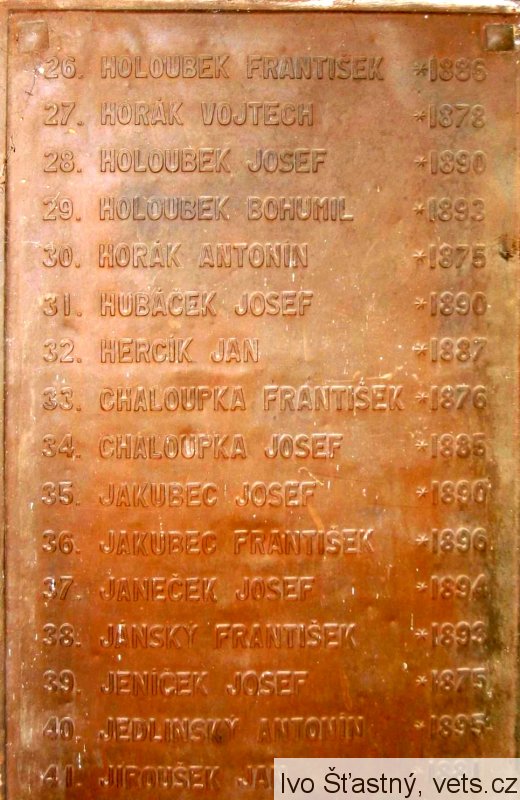 26. HOLOUBEK FRANTIŠEK *1886
27. HORÁK VOJTECH *1878
28. HOLOUBEK JOSEF *1890
29. HOLOUBEK BOHUMIL *1893
30. HORÁK ANTONÍN *1875
31. HUBÁČEK JOSEF *1890
32. HERCÍK JAN *1887
33. CHALOUPKA FRANTIŠEK *1876
34. CHALOUPKA JOSEF *1885
35. JAKUBEC JOSEF *1890
36. JAKUBEC FRANTIŠEK *1896
37. JANEČEK JOSEF *1894
38. JANSKÝ FRANTIŠEK *1893
39. JENÍČEK JOSEF *1875
40. JEDLINSKÝ ANTONÍN *1895
41. JIROUŠEK
Ivo Šťastný, vets.cz